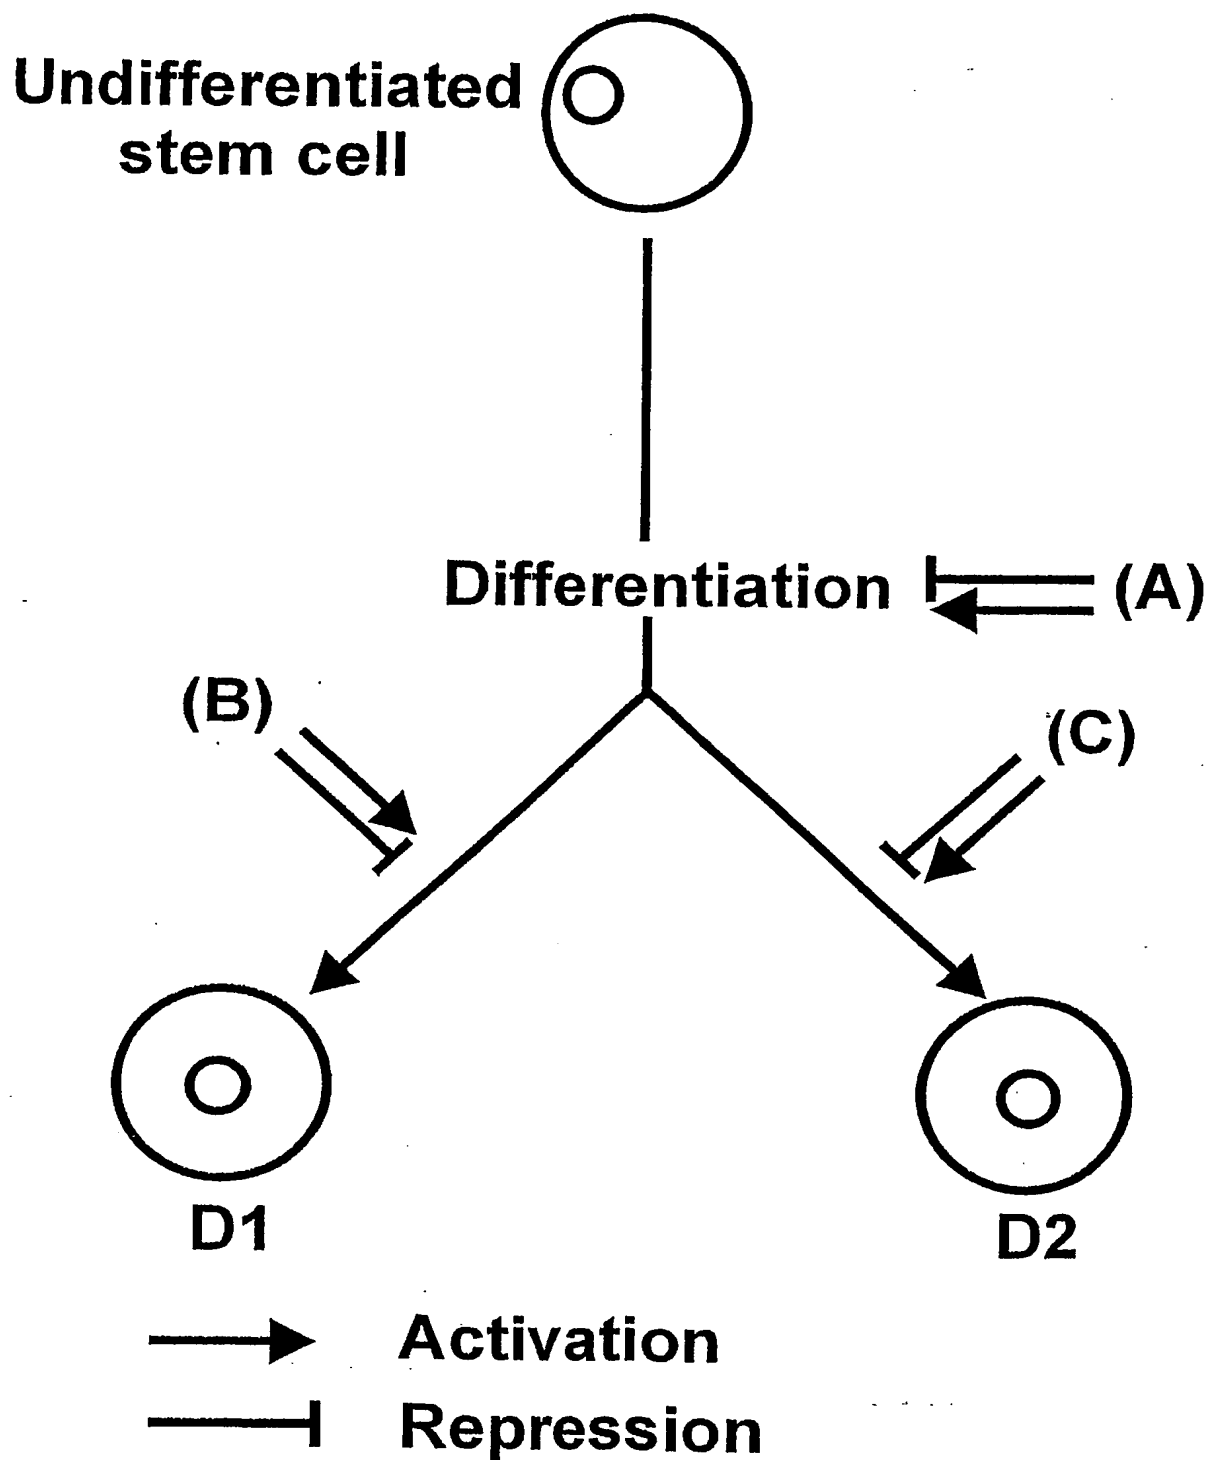 Undifferentiated
stem cell
Differentiation
(A)
(B)
(C)
D1
D2
Activation
Repression